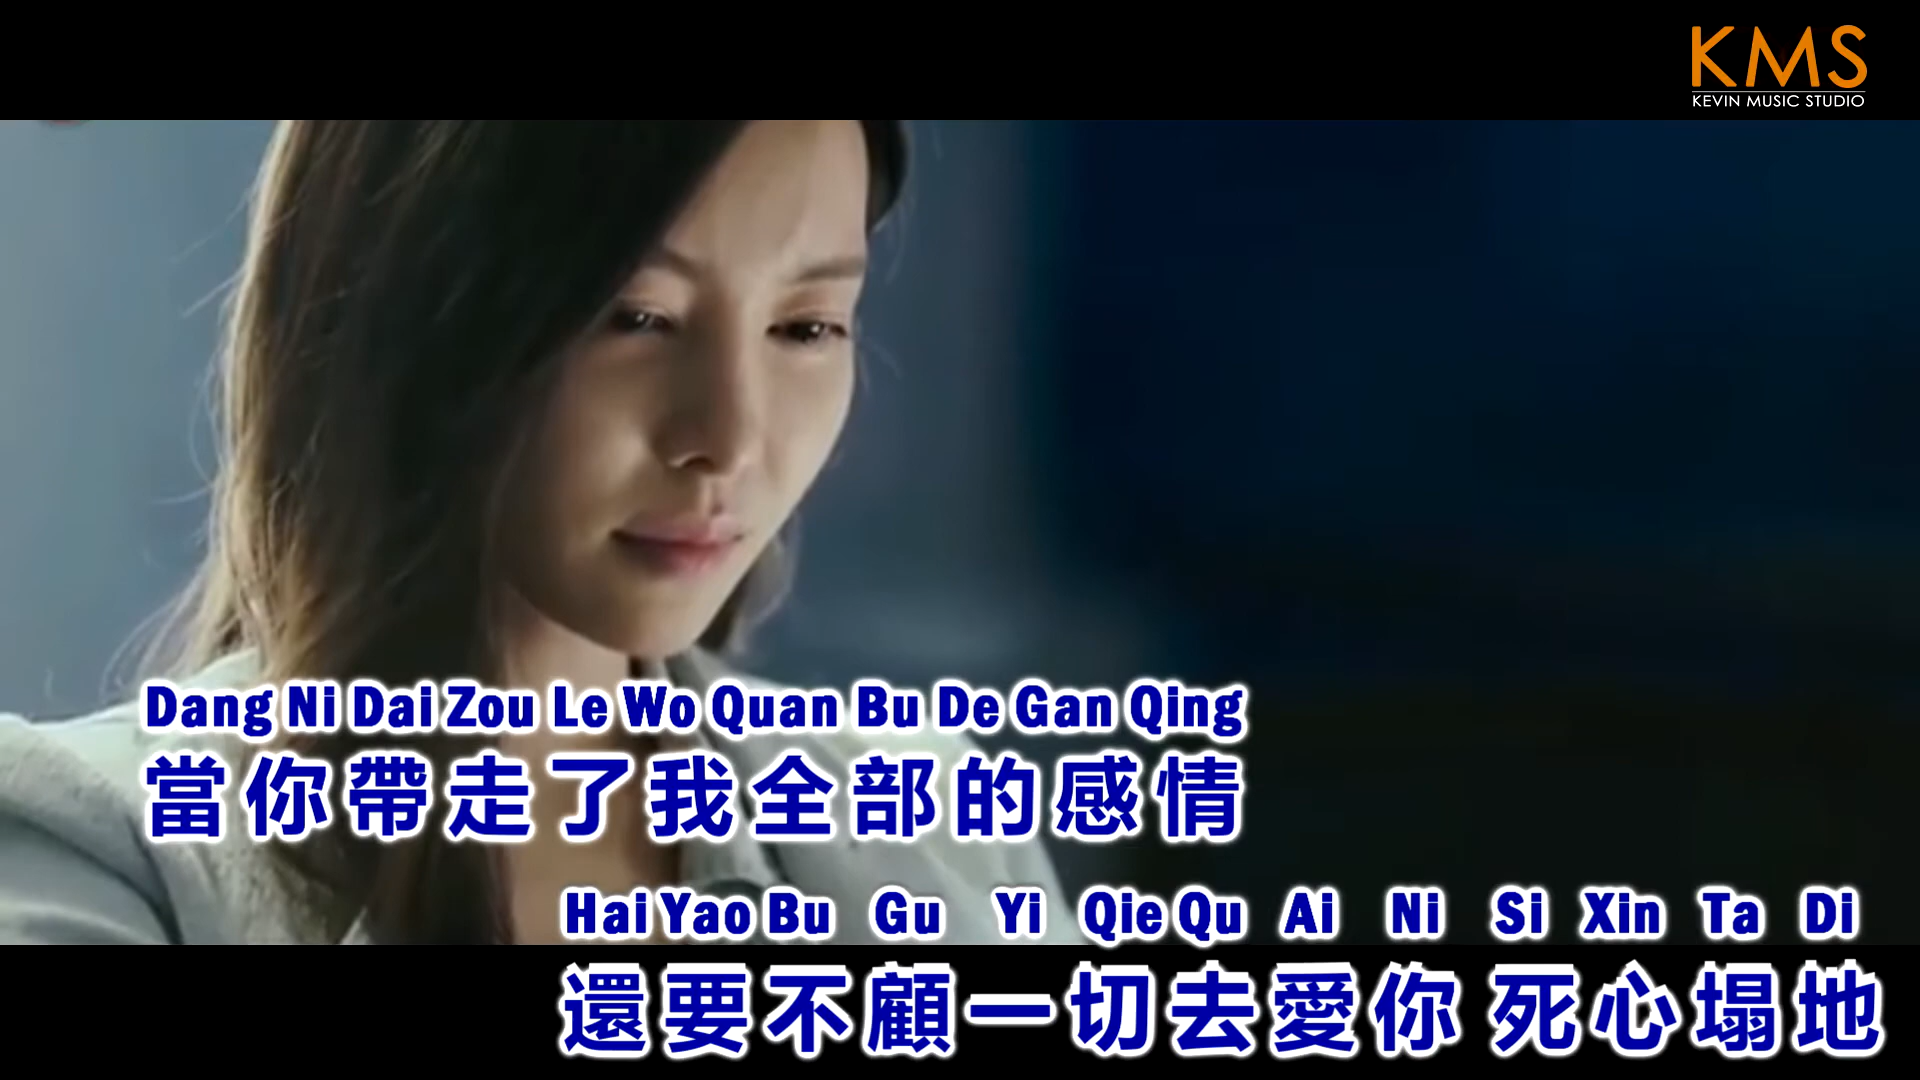 KMS
KEVIN MUSIC STUDIO
Dang Ni Dai Zou Le Wo Quan Bu De Gan Qing
當你帶走了我全部的感情
Hai Yao Bu Gu Yi Qie Qu Ai Ni Si Xin Ta Di
還要不顧一切去愛你 死心塌地